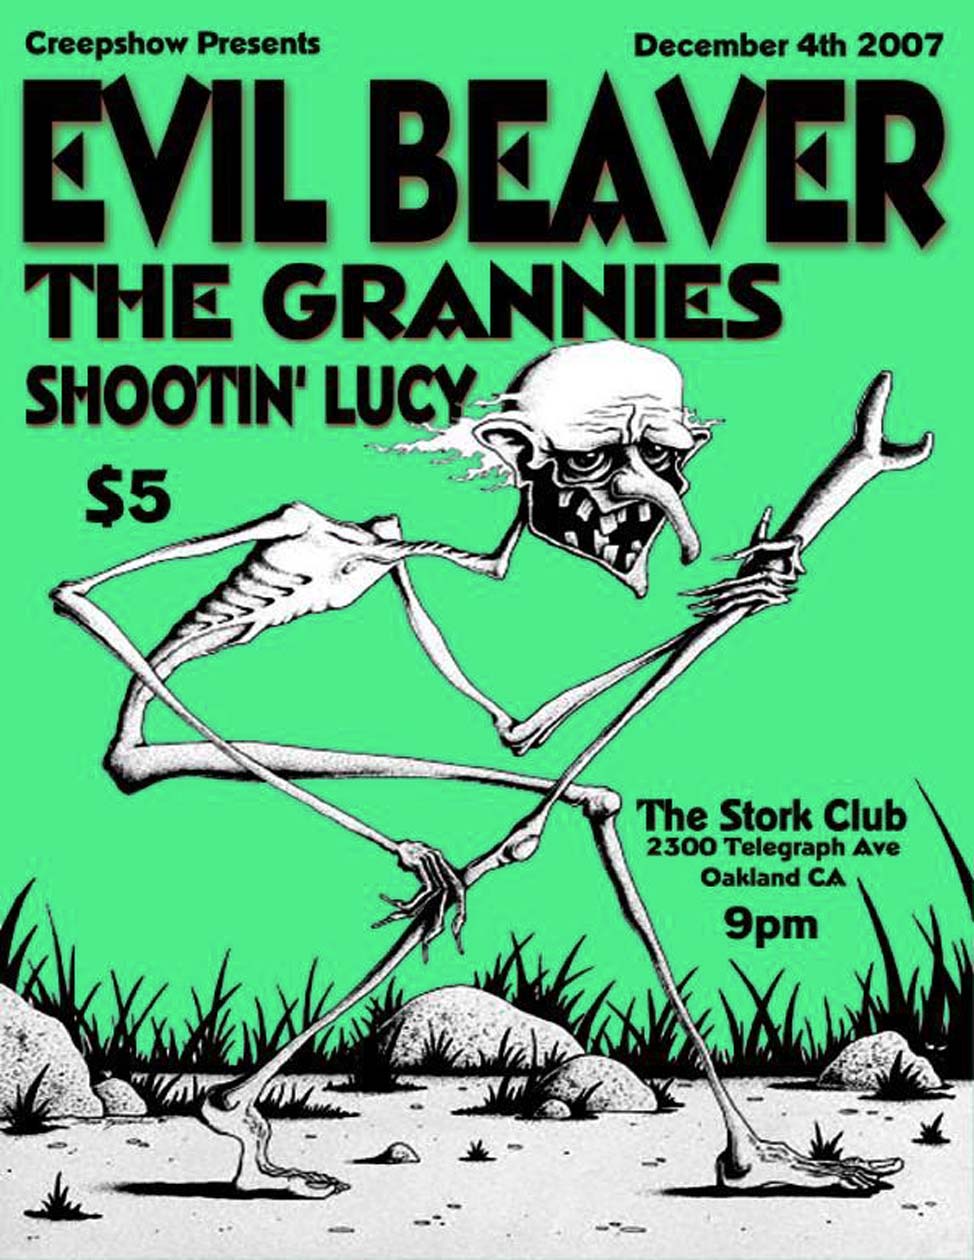 Creepshow Presents
December 4th 2007
EVIL BEAVER
THE GRANNIES
SHOOTIN' LUCY
$5
The Stork Club
2300 Telegraph Ave
Oakland CA
9pm